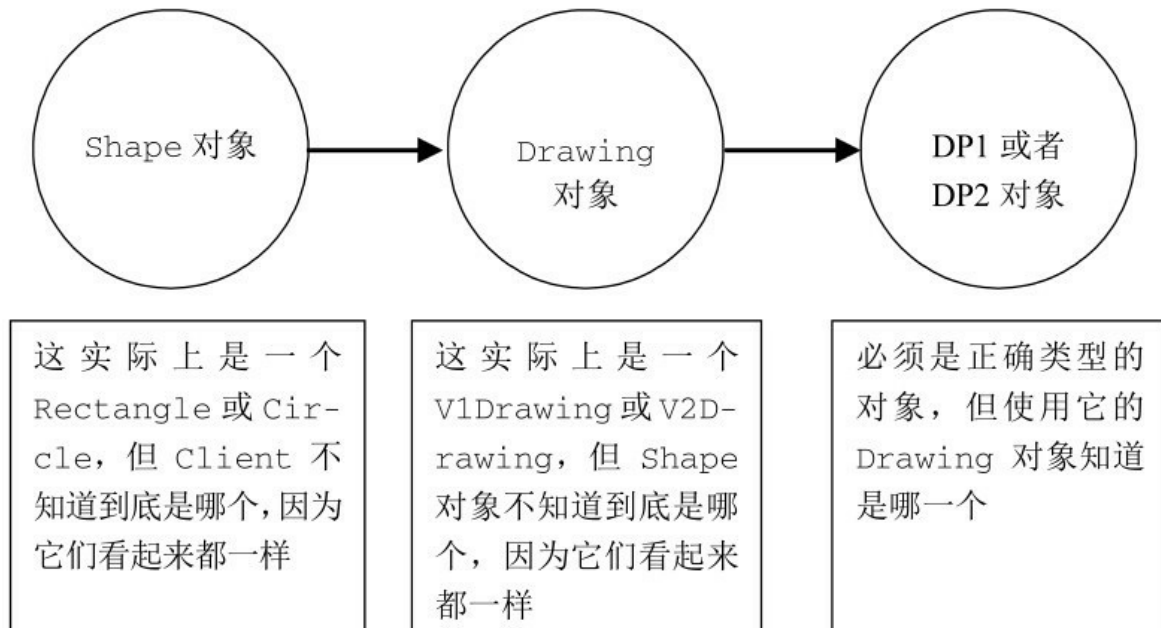 Shape 对象
Drawing
对象
DP1 或者
DP2 对象
这实际上是一个
Rectangle 或 Cir-
cle, 但 Client 不
知道到底是哪个, 因为
它们看起来都一样
这实际上是一个
V1Drawing 或 V2D-
rawing, 但 Shape
对象不知道到底是哪
个, 因为它们看起来
都一样
必须是正确类型的
对象, 但使用它的
Drawing 对象知道
是哪一个